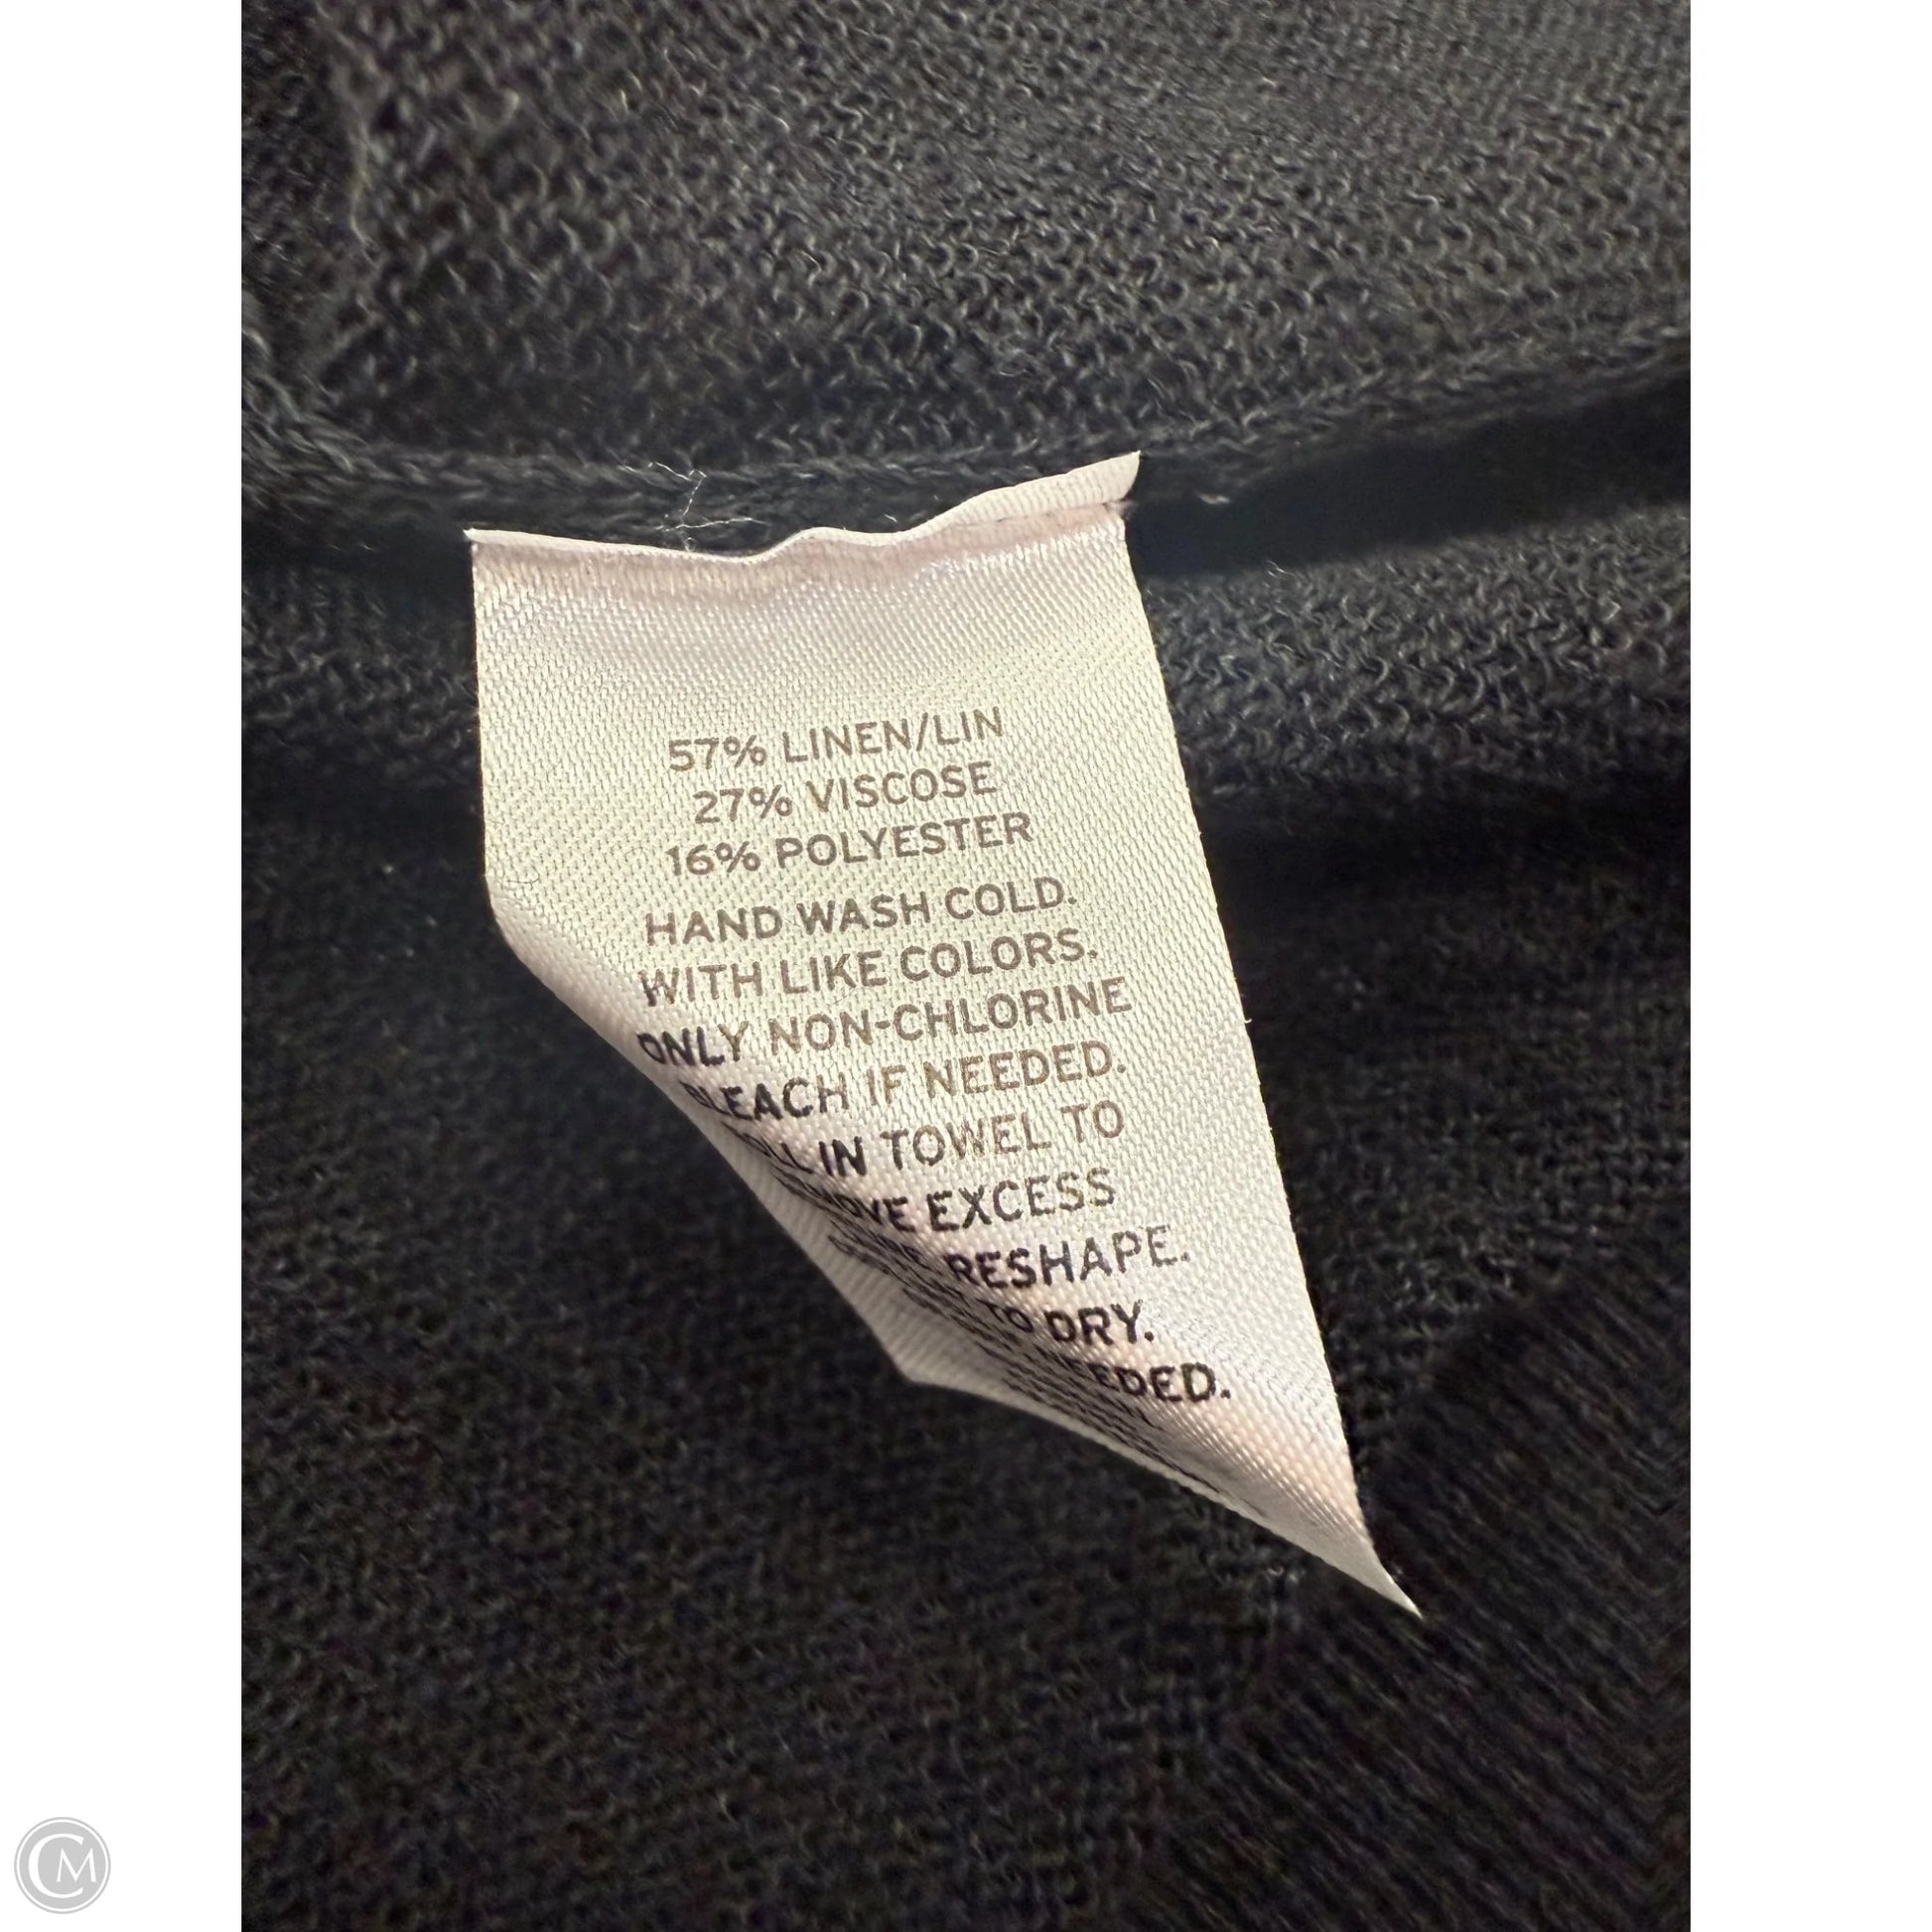 57% LINEN/LIN
27% VISCOSE
16% POLYESTER
HAND WASH COLD.
WITH LIKE COLORS.
ONLY NON-CHLORINE
BLEACH IF NEEDED.
IN TOWEL TO
EXCESS
RESHAPE.
TO DRY.
CM